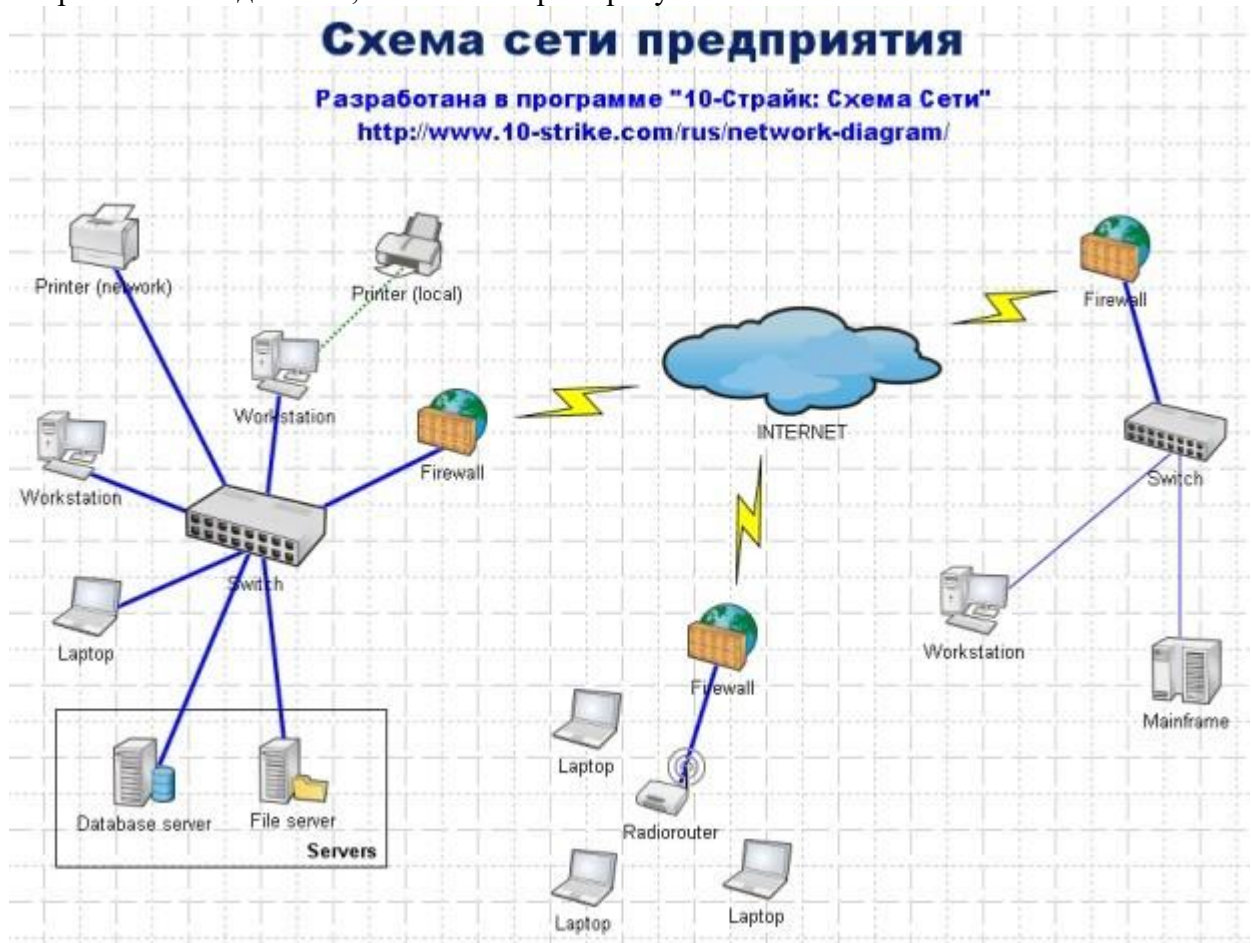 Схема сети предприятия
Разработана в программе "10-Страйк: Схема Сети"
http://www.10-strike.com/rus/network-diagram/
Printer (network)
Printer (local)
Firewall
Workstation
INTERNET
Firewall
Switch
Workstation
Switch
Laptop
Workstation
Firewall
Mainframe
Laptop
Database server
File server
Radiorouter
Servers
Laptop
Laptop